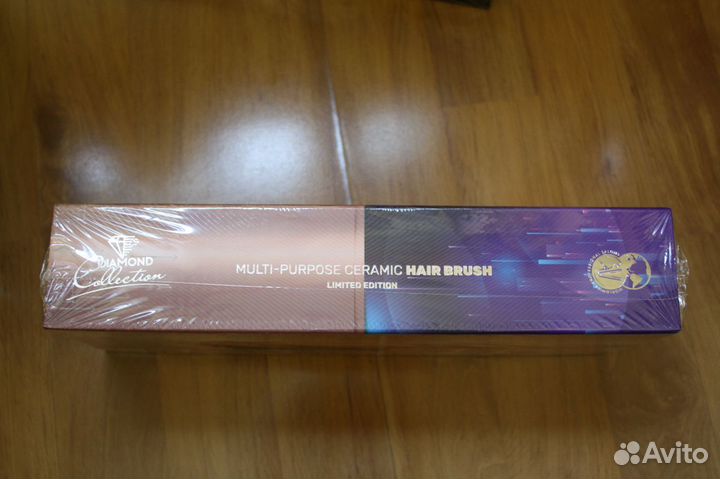 DIAMOND
Collection
MULTI-PURPOSE CERAMIC HAIR BRUSH
LIMITED EDITION
Avito